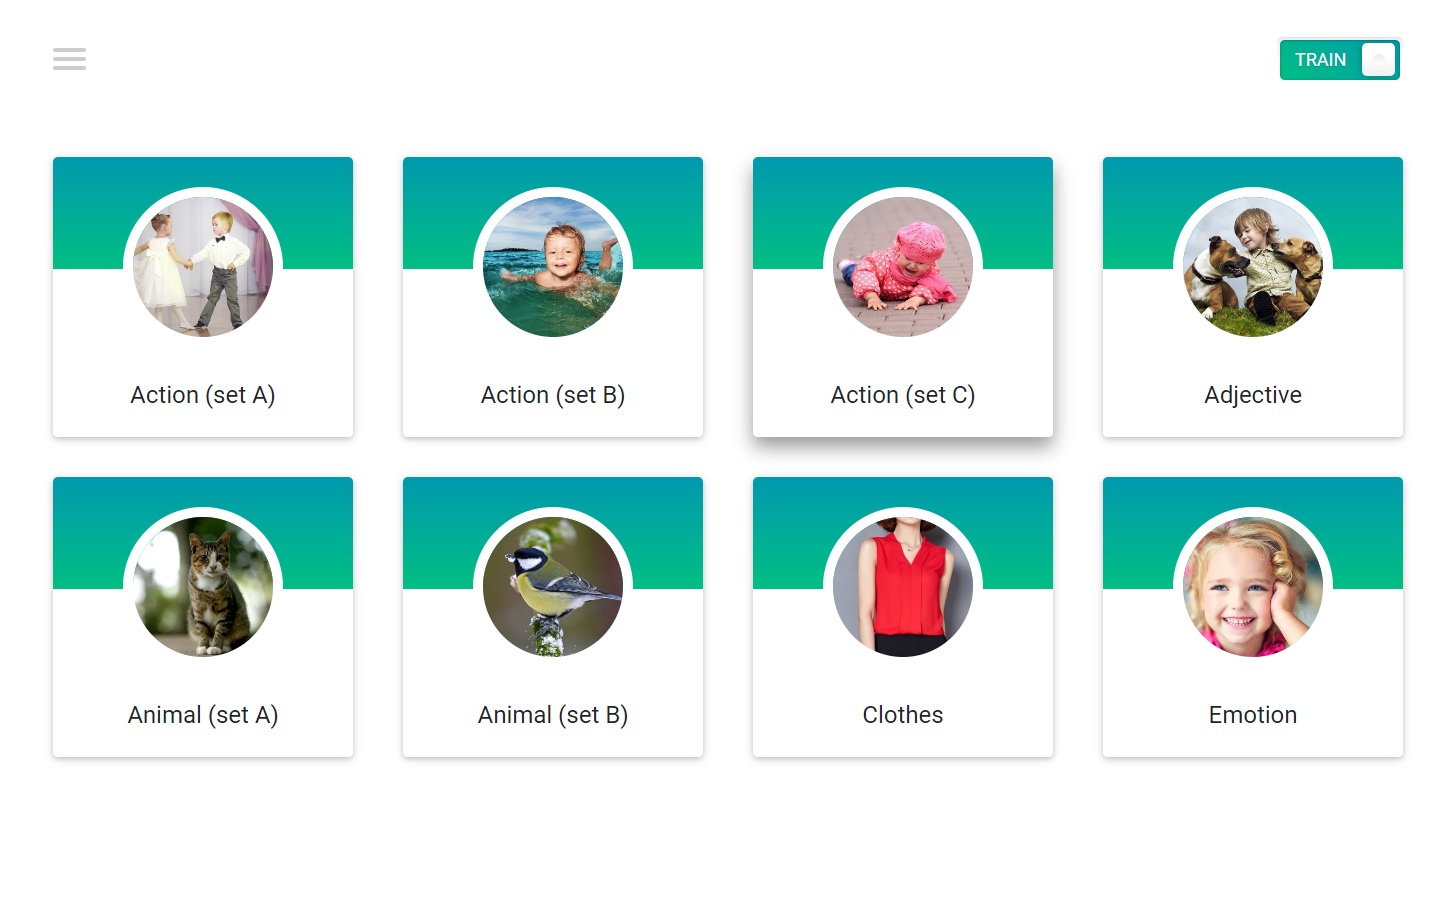 TRAIN
Action (set A)
Action (set B)
Action (set C)
Adjective
Animal (set A)
Animal (set B)
Clothes
Emotion